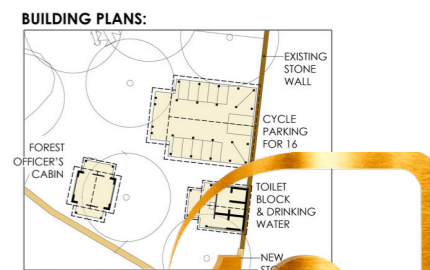 BUILDING PLANS:
EXISTING
STONE
WALL
CYCLE
PARKING
FOR 16
FOREST
OFFICER'S
CABIN
TOILET
BLOCK
& DRINKING
WATER
NEW